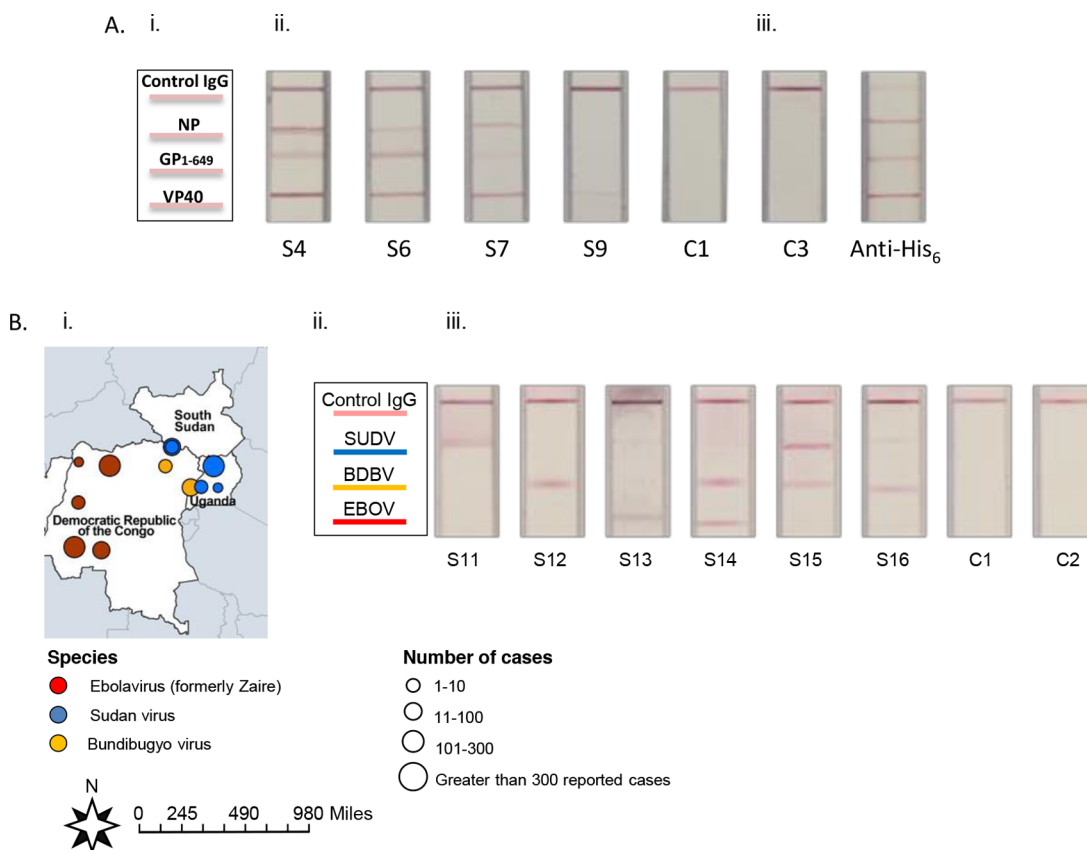 A.
i.
ii.
iii.
Control IgG
NP
GP1-649
VP40
S4
S6
S7
S9
C1
C3
Anti-His6
B.
i.
ii.
iii.
South
Sudan
Uganda
Democratic Republic
of the Congo
Control IgG
SUDV
BDBV
EBOV
S11
S12
S13
S14
S15
S16
C1
C2
Species
Ebolavirus (formerly Zaire)
Sudan virus
Bundibugyo virus
Number of cases
1-10
11-100
101-300
Greater than 300 reported cases
N
0 245 490 980 Miles